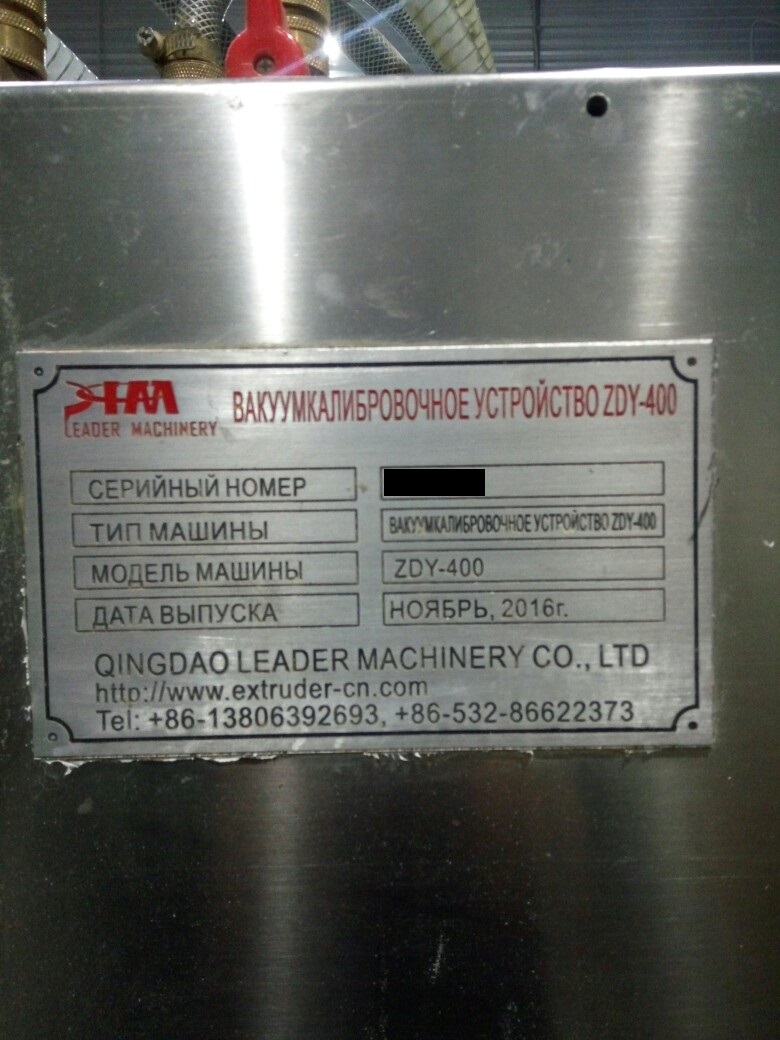 LEADER MACHINERY
ВАКУУМКАЛИБРОВОЧНОЕ УСТРОЙСТВО ZDY-400
СЕРИЙНЫЙ НОМЕР
ТИП МАШИНЫ ВАКУУМКАЛИБРОВОЧНОЕ УСТРОЙСТВО ZDY-400
МОДЕЛЬ МАШИНЫ ZDY-400
ДАТА ВЫПУСКА НОЯБРЬ, 2016г.
QINGDAO LEADER MACHINERY CO., LTD
http://www.extruder-cn.com
Tel: +86-13806392693, +86-532-86622373